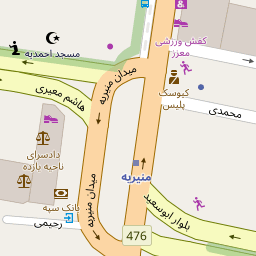 کفش ورزشی
معزز
مسجد احمدیه
میدان منیریه
کیوسک
پلیس
هاشم معیری
محمدی
دادسرای
ناحیه یازده
منیریه
میدان منیریه
بانک سپه
رحیمی
بلوار ابوسعید
476